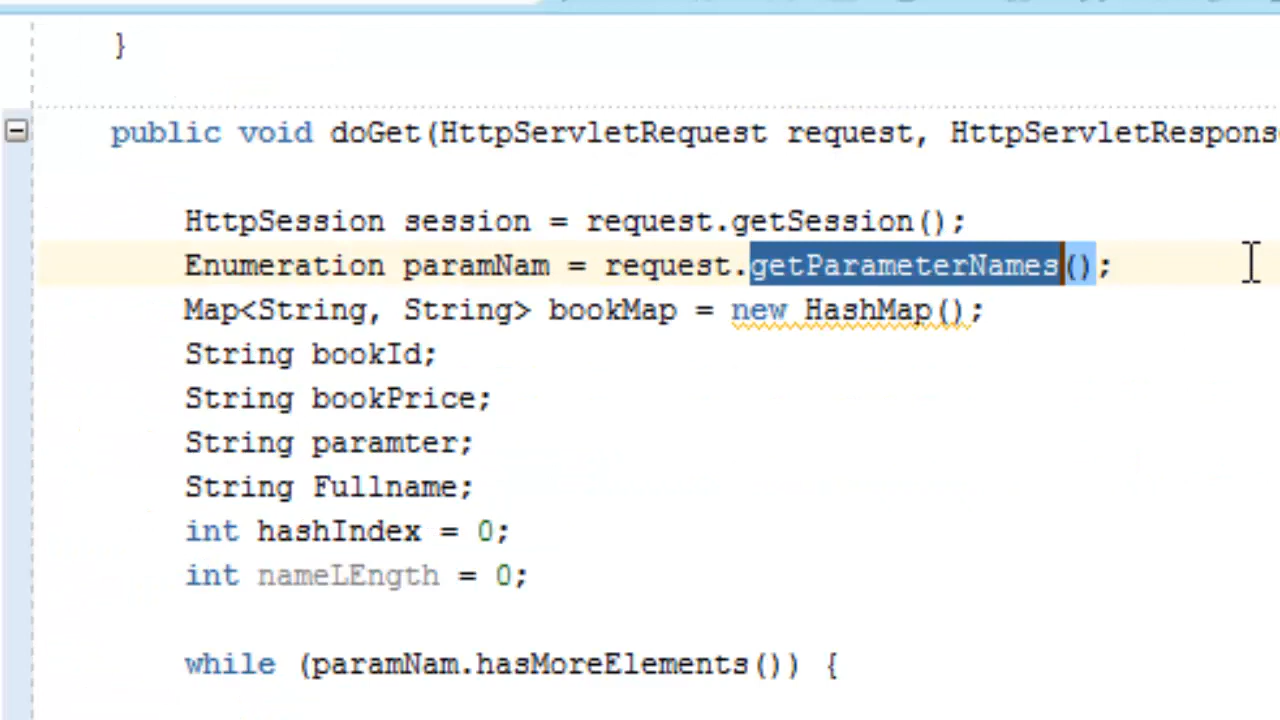 }
public void doGet(HttpServletRequest request, HttpServletRespons
HttpSession session = request.getSession();
Enumeration paramNam = request.getParameterNames();
Map<String, String> bookMap = new HashMap();
String bookId;
String bookPrice;
String paramter;
String Fullname;
int hashIndex = 0;
int nameLEngth = 0;
while (paramNam.hasMoreElements()) {